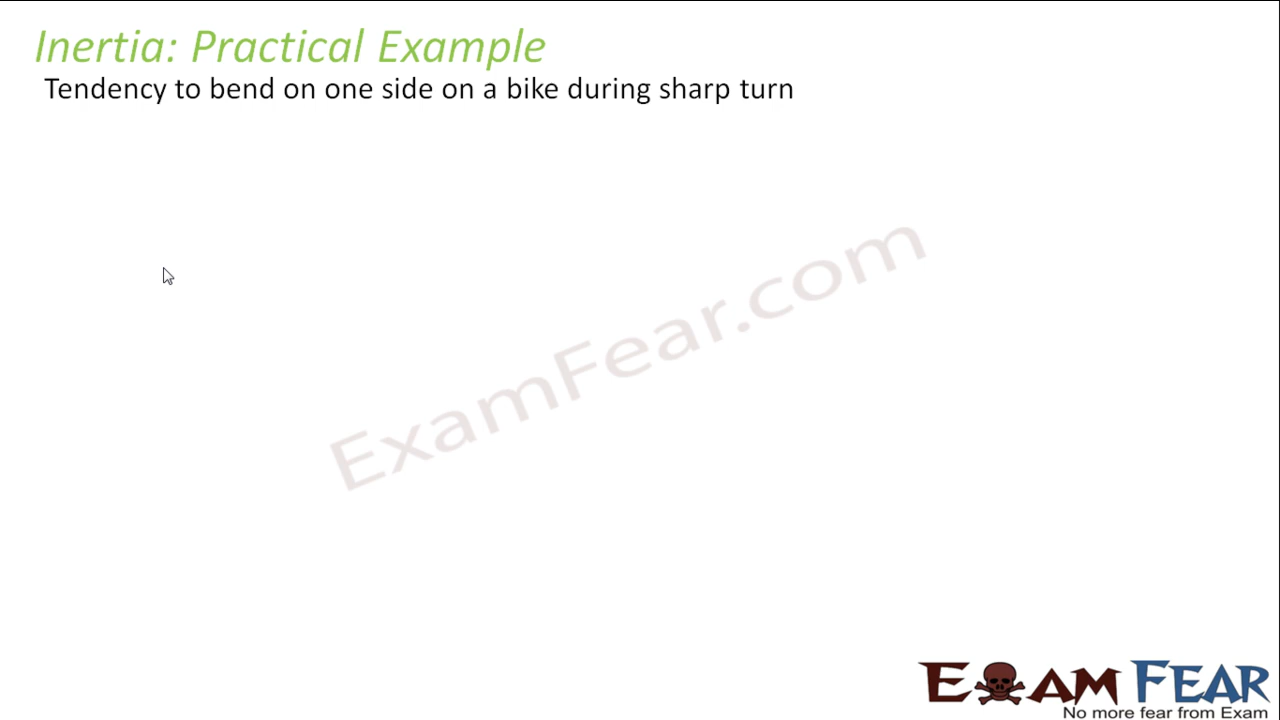 Inertia: Practical Example
Tendency to bend on one side on a bike during sharp turn
ExamFear.com
EXAM FEAR
No more fear from Exam